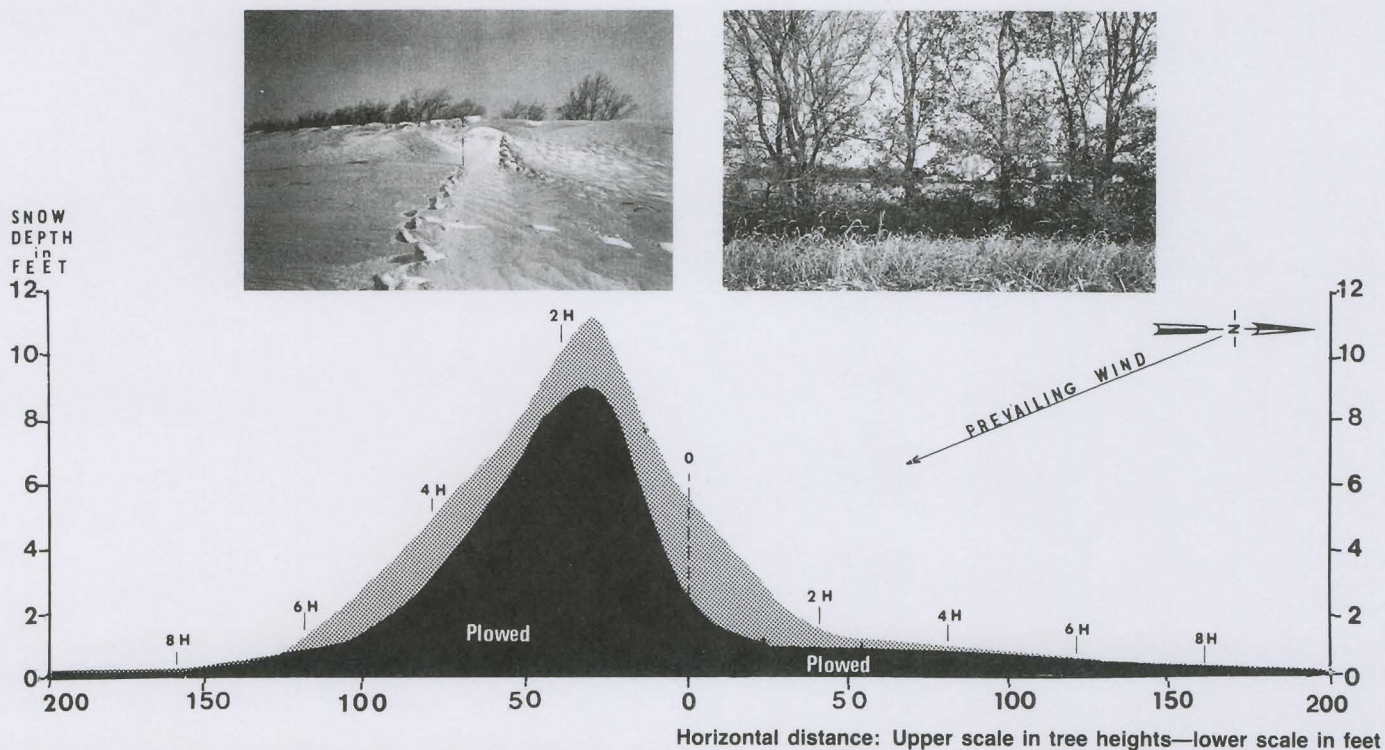 SNOW
DEPTH
in
FEET
12
10
8
6
4
2
0
12
10
8
6
4
2
0
N
PREVAILING WIND
2 H
4 H
6 H
8 H
0
2 H
4 H
6 H
8 H
Plowed
Plowed
200 150 100 50 0 50 100 150 200
Horizontal distance: Upper scale in tree heights—lower scale in feet